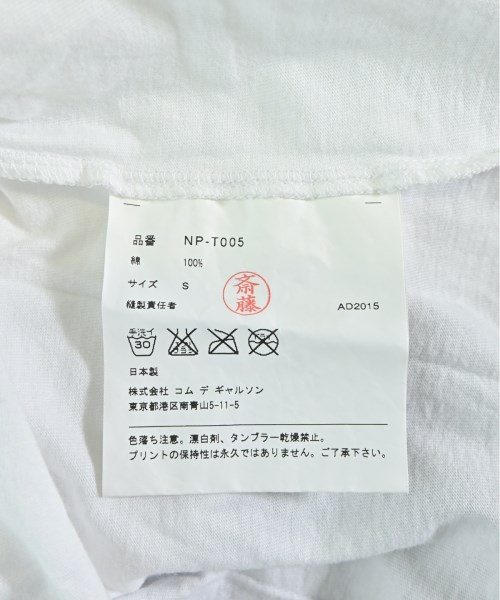 品番 NP-T005
綿 100%
サイズ S
縫製責任者 斎藤 AD2015
手洗イ
30
日本製
株式会社 コム デ ギャルソン
東京都港区南青山5-11-5
色落ち注意。漂白剤、タンブラー乾燥禁止。
プリントの保持性は永久ではありません。ご了承下さい。